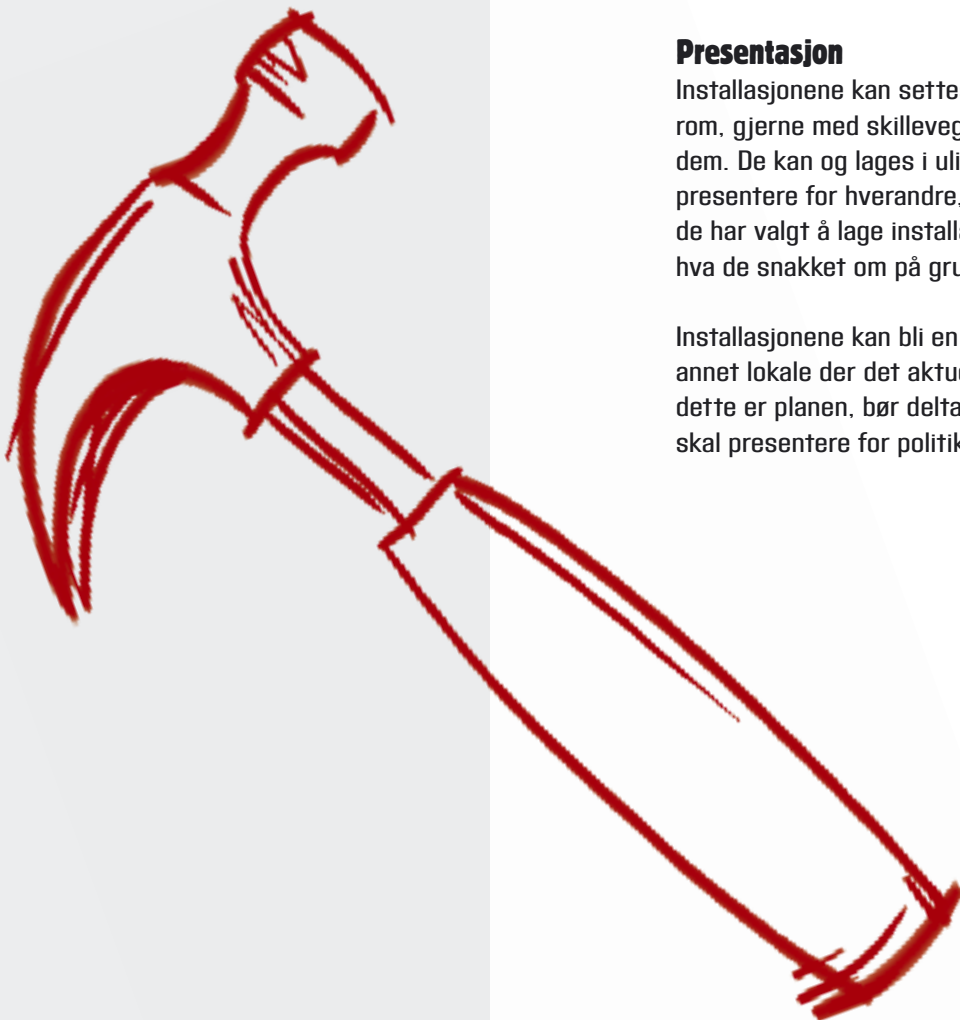 Presentasjon
Installasjonene kan sette
rom, gjerne med skilleveg
dem. De kan og lages i uli
presentere for hverandre,
de har valgt å lage install
hva de snakket om på gru

Installasjonene kan bli en
annet lokale der det aktue
dette er planen, bør delta
skal presentere for politik